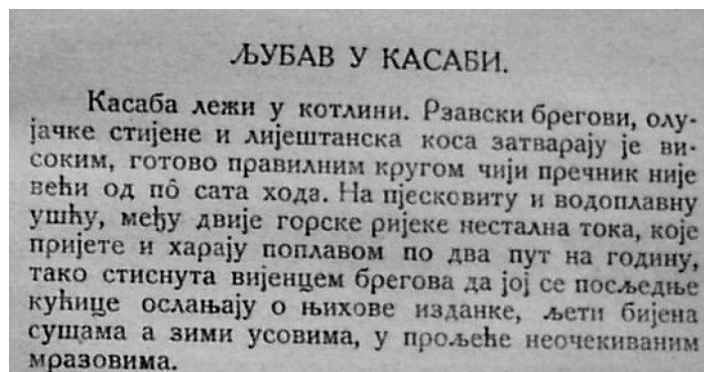 ЉУБАВ У КАСАБИ.
Касаба лежи у котлини. Рзавски брегови, олу-
јачке стијене и лијештанска коса затварају је ви-
соким, готово правилним кругом чији пречник није
већи од пô сата хода. На пјесковиту и водоплавну
ушћу, међу двије горске ријеке нестална тока, које
пријете и харају поплавом по два пут на годину,
тако стиснута вијенцем брегова да јој се посљедње
кућице ослањају о њихове изданке, љети бијена
сушама а зими усовима, у прољеће неочекиваним
мразовима.